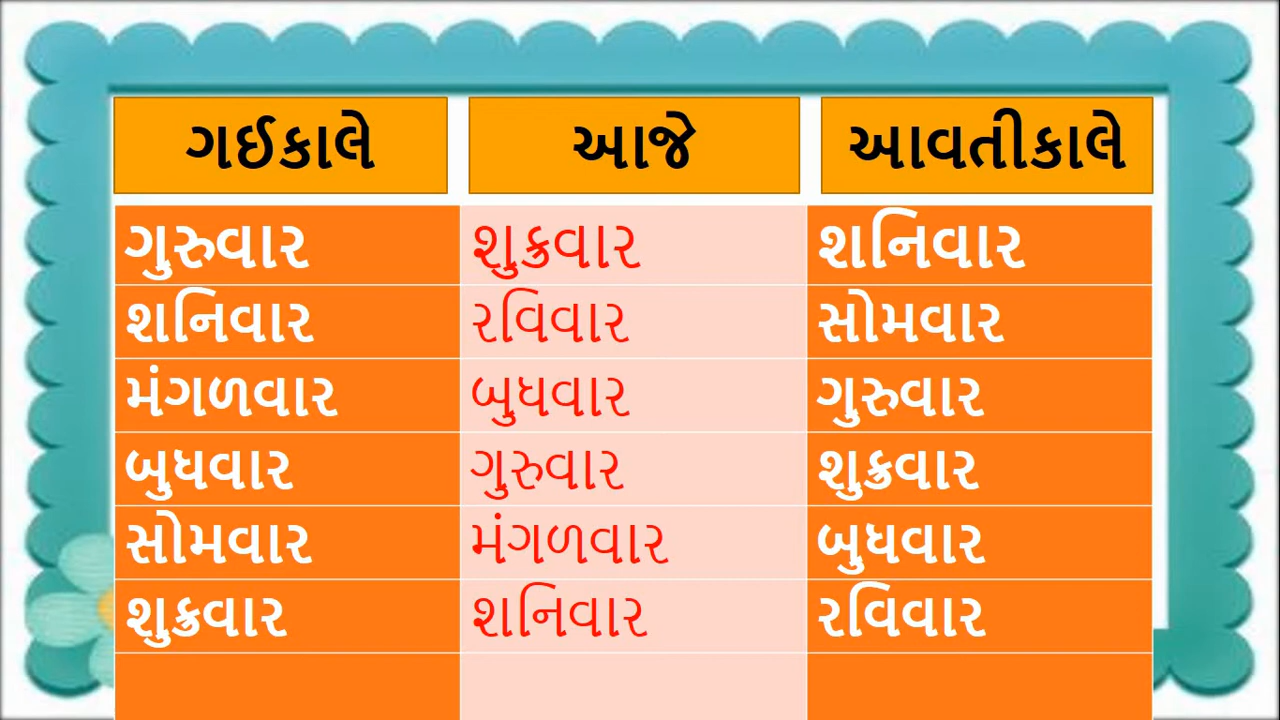 ગઈકાલે આજે આવતીકાલે
ગુરુવાર શુક્રવાર શનિવાર
શનિવાર રવિવાર સોમવાર
મંગળવાર બુધવાર ગુરુવાર
બુધવાર ગુરુવાર શુક્રવાર
સોમવાર મંગળવાર બુધવાર
શુક્રવાર શનિવાર રવિવાર